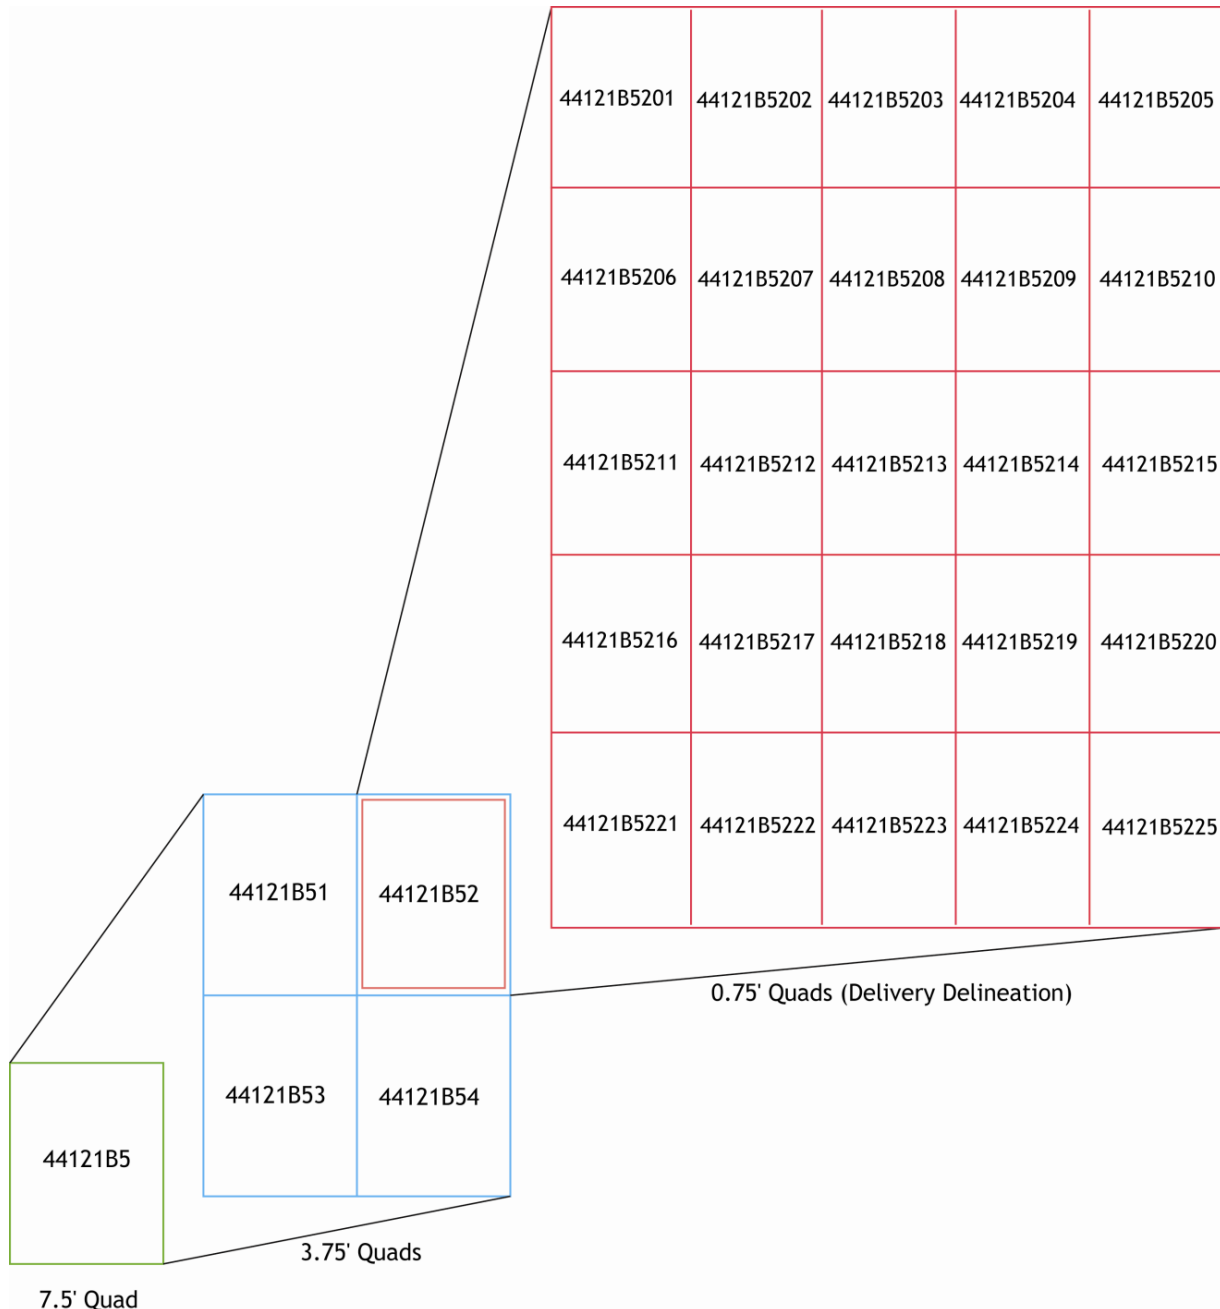 44121B5201 44121B5202 44121B5203 44121B5204 44121B5205
44121B5206 44121B5207 44121B5208 44121B5209 44121B5210
44121B5211 44121B5212 44121B5213 44121B5214 44121B5215
44121B5216 44121B5217 44121B5218 44121B5219 44121B5220
44121B5221 44121B5222 44121B5223 44121B5224 44121B5225
0.75' Quads (Delivery Delineation)
44121B51 44121B52
44121B53 44121B54
3.75' Quads
44121B5
7.5' Quad